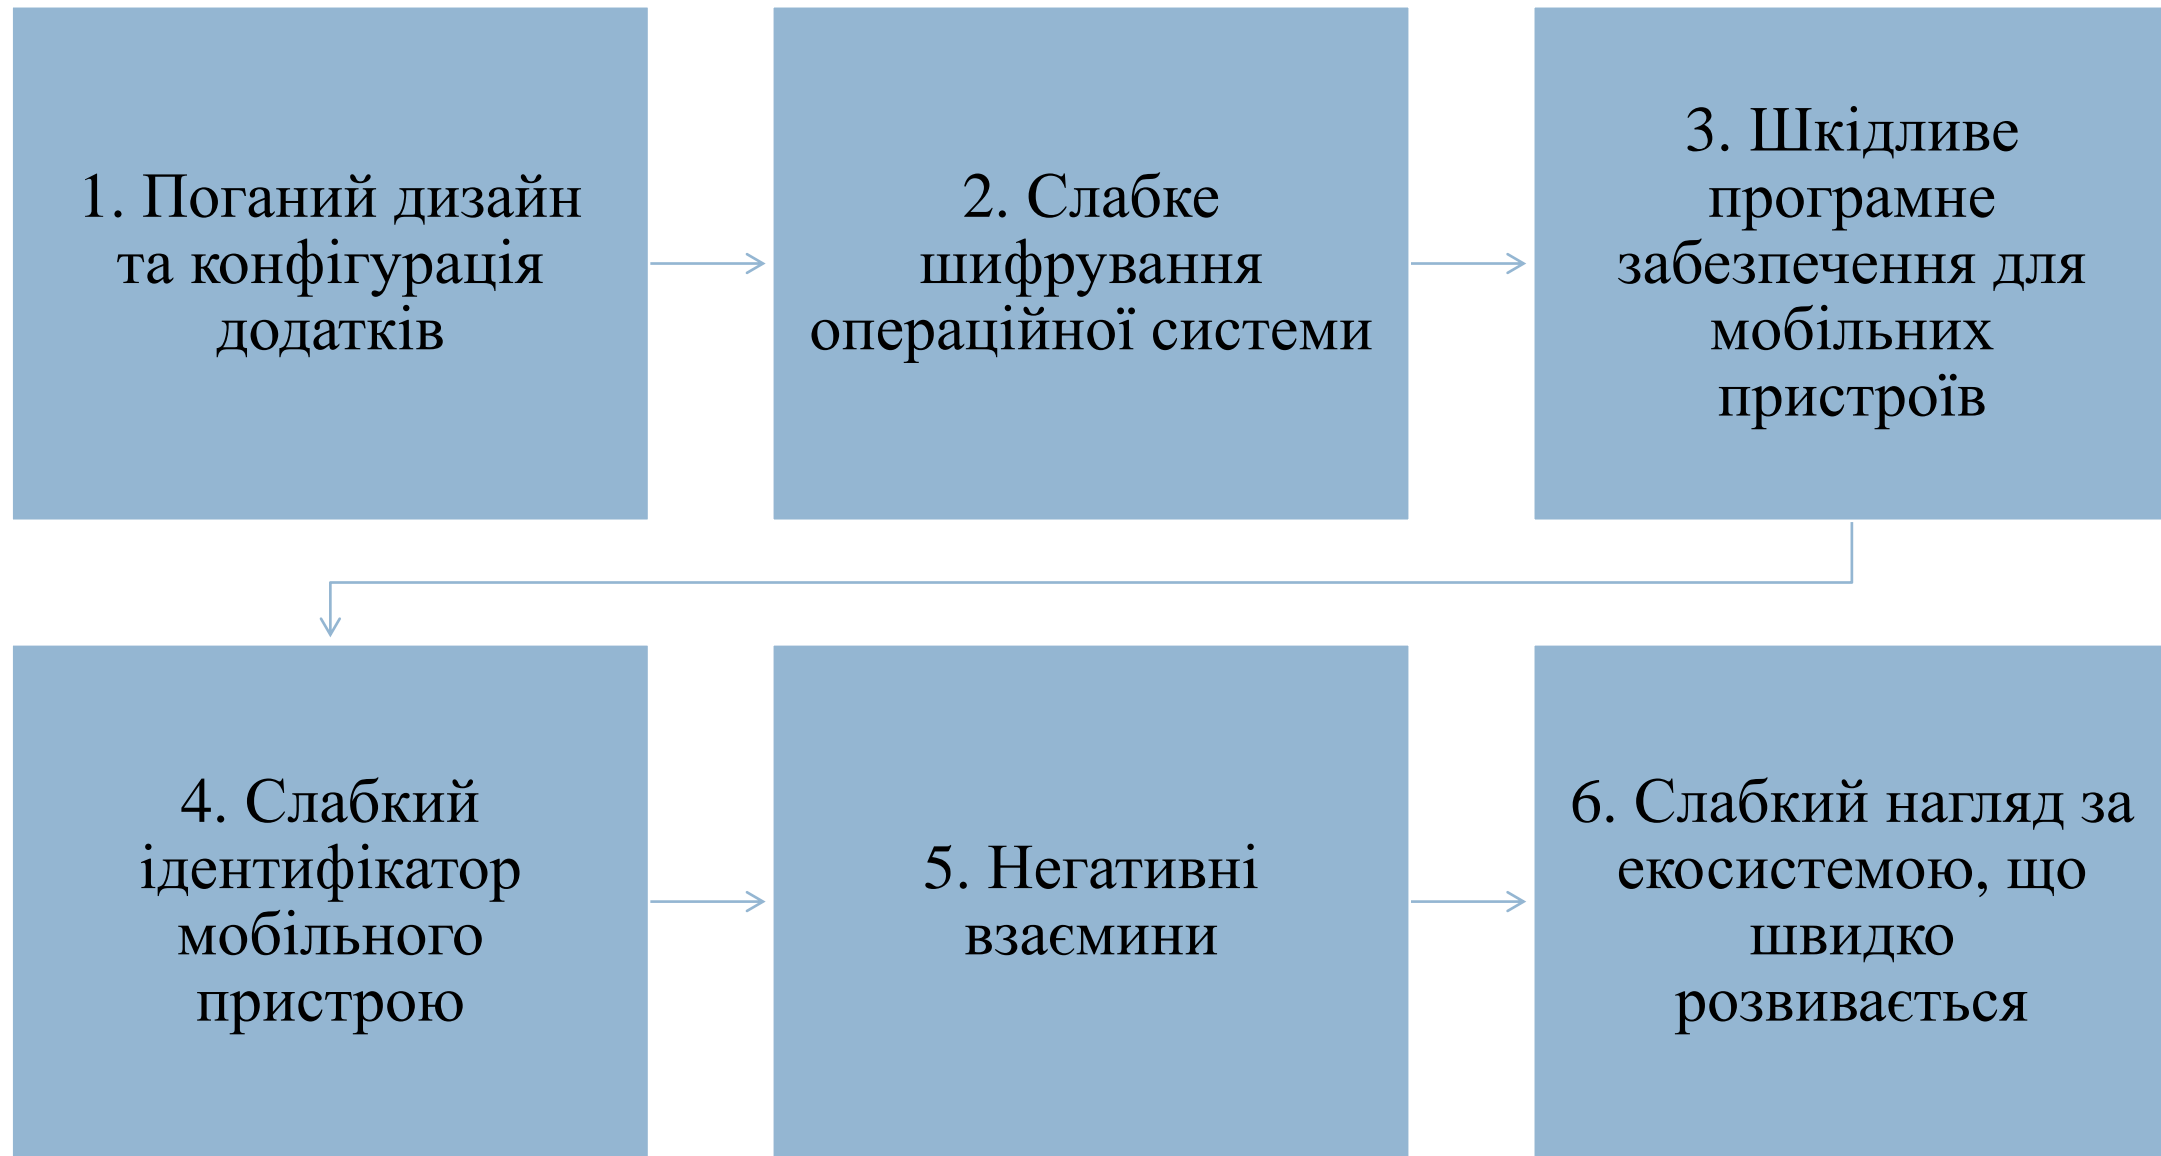 1. Поганий дизайн
та конфігурація
додатків
2. Слабке
шифрування
операційної системи
3. Шкідливе
програмне
забезпечення для
мобільних
пристроїв
4. Слабкий
ідентифікатор
мобільного
пристрою
5. Негативні
взаємини
6. Слабкий нагляд за
екосистемою, що
швидко
розвивається